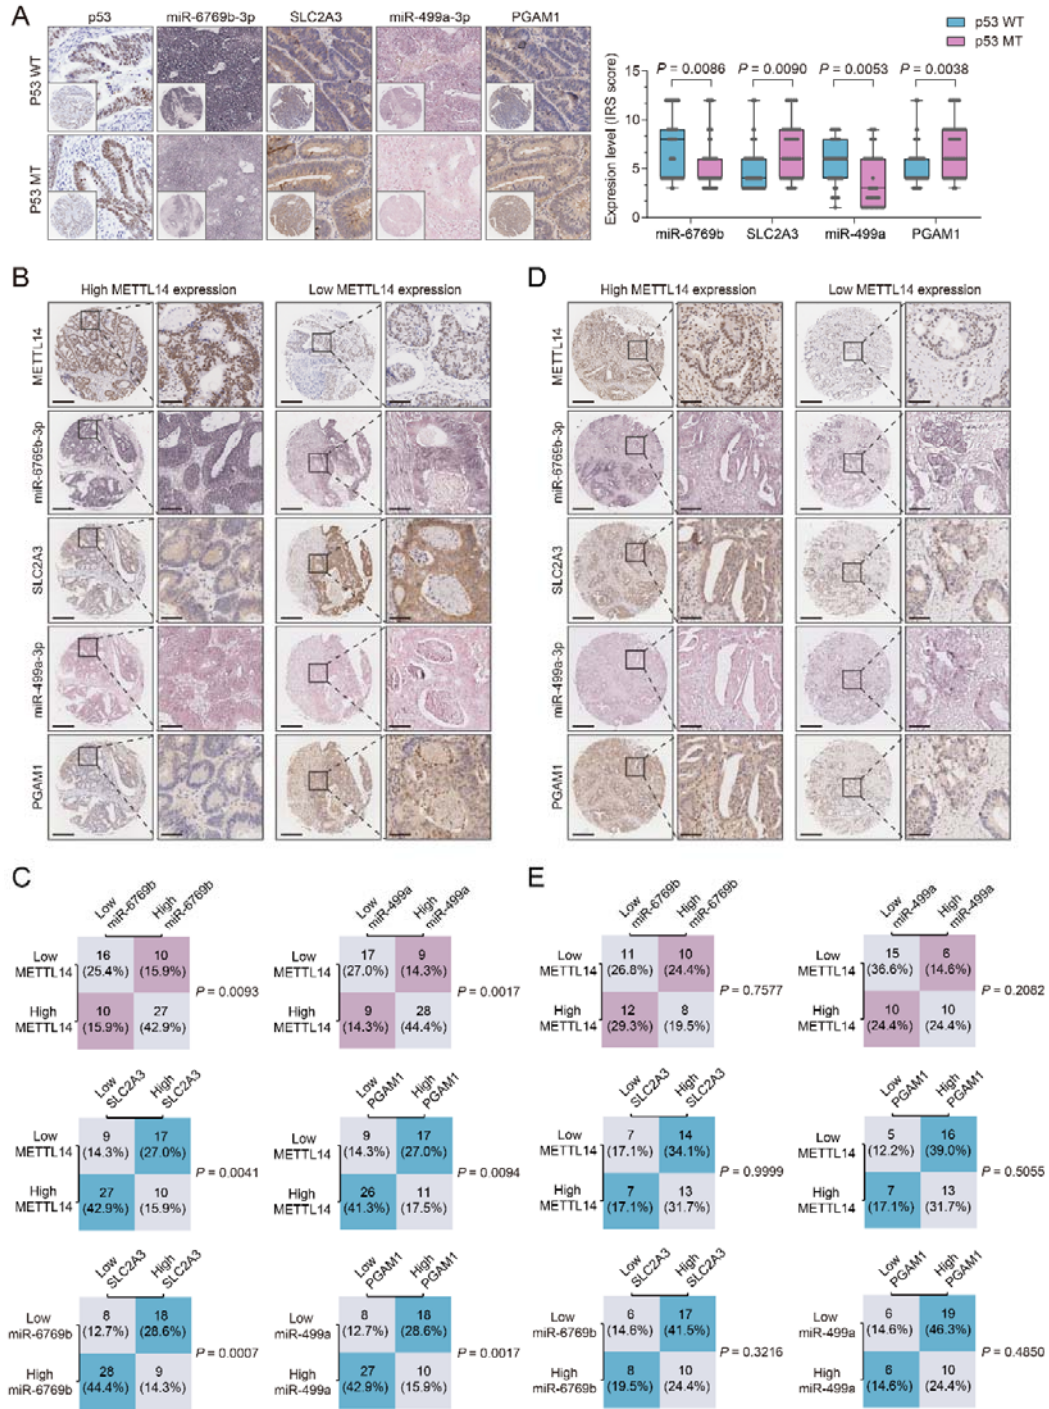 A
p53 miR-6769b-3p SLC2A3 miR-499a-3p PGAM1
P53 WT
P53 MT
p53 WT
p53 MT
Experesion level (IRS score)
15
10
5
0
P = 0.0086 P = 0.0090 P = 0.0053 P = 0.0038
miR-6769b SLC2A3 miR-499a PGAM1
B
High METTL14 expression Low METTL14 expression
METTL14
miR-6769b-3p
SLC2A3
miR-499a-3p
PGAM1
D
High METTL14 expression Low METTL14 expression
METTL14
miR-6769b-3p
SLC2A3
miR-499a-3p
PGAM1
C
Low miR-6769b
High miR-6769b
Low METTL14
16 (25.4%)
10 (15.9%)
High METTL14
10 (15.9%)
27 (42.9%)
P = 0.0093
Low miR-499a
High miR-499a
Low METTL14
17 (27.0%)
9 (14.3%)
High METTL14
9 (14.3%)
28 (44.4%)
P = 0.0017
Low SLC2A3
High SLC2A3
Low METTL14
9 (14.3%)
17 (27.0%)
High METTL14
27 (42.9%)
10 (15.9%)
P = 0.0041
Low PGAM1
High PGAM1
Low METTL14
9 (14.3%)
17 (27.0%)
High METTL14
26 (41.3%)
11 (17.5%)
P = 0.0094
Low SLC2A3
High SLC2A3
Low miR-6769b
8 (12.7%)
18 (28.6%)
High miR-6769b
28 (44.4%)
9 (14.3%)
P = 0.0007
Low PGAM1
High PGAM1
Low miR-499a
8 (12.7%)
18 (28.6%)
High miR-499a
27 (42.9%)
10 (15.9%)
P = 0.0017
E
Low miR-6769b
High miR-6769b
Low METTL14
11 (26.8%)
10 (24.4%)
High METTL14
12 (29.3%)
8 (19.5%)
P = 0.7577
Low miR-499a
High miR-499a
Low METTL14
15 (36.6%)
6 (14.6%)
High METTL14
10 (24.4%)
10 (24.4%)
P = 0.2082
Low SLC2A3
High SLC2A3
Low METTL14
7 (17.1%)
14 (34.1%)
High METTL14
7 (17.1%)
13 (31.7%)
P = 0.9999
Low PGAM1
High PGAM1
Low METTL14
5 (12.2%)
16 (39.0%)
High METTL14
7 (17.1%)
13 (31.7%)
P = 0.5055
Low SLC2A3
High SLC2A3
Low miR-6769b
6 (14.6%)
17 (41.5%)
High miR-6769b
8 (19.5%)
10 (24.4%)
P = 0.3216
Low PGAM1
High PGAM1
Low miR-499a
6 (14.6%)
19 (46.3%)
High miR-499a
6 (14.6%)
10 (24.4%)
P = 0.4850